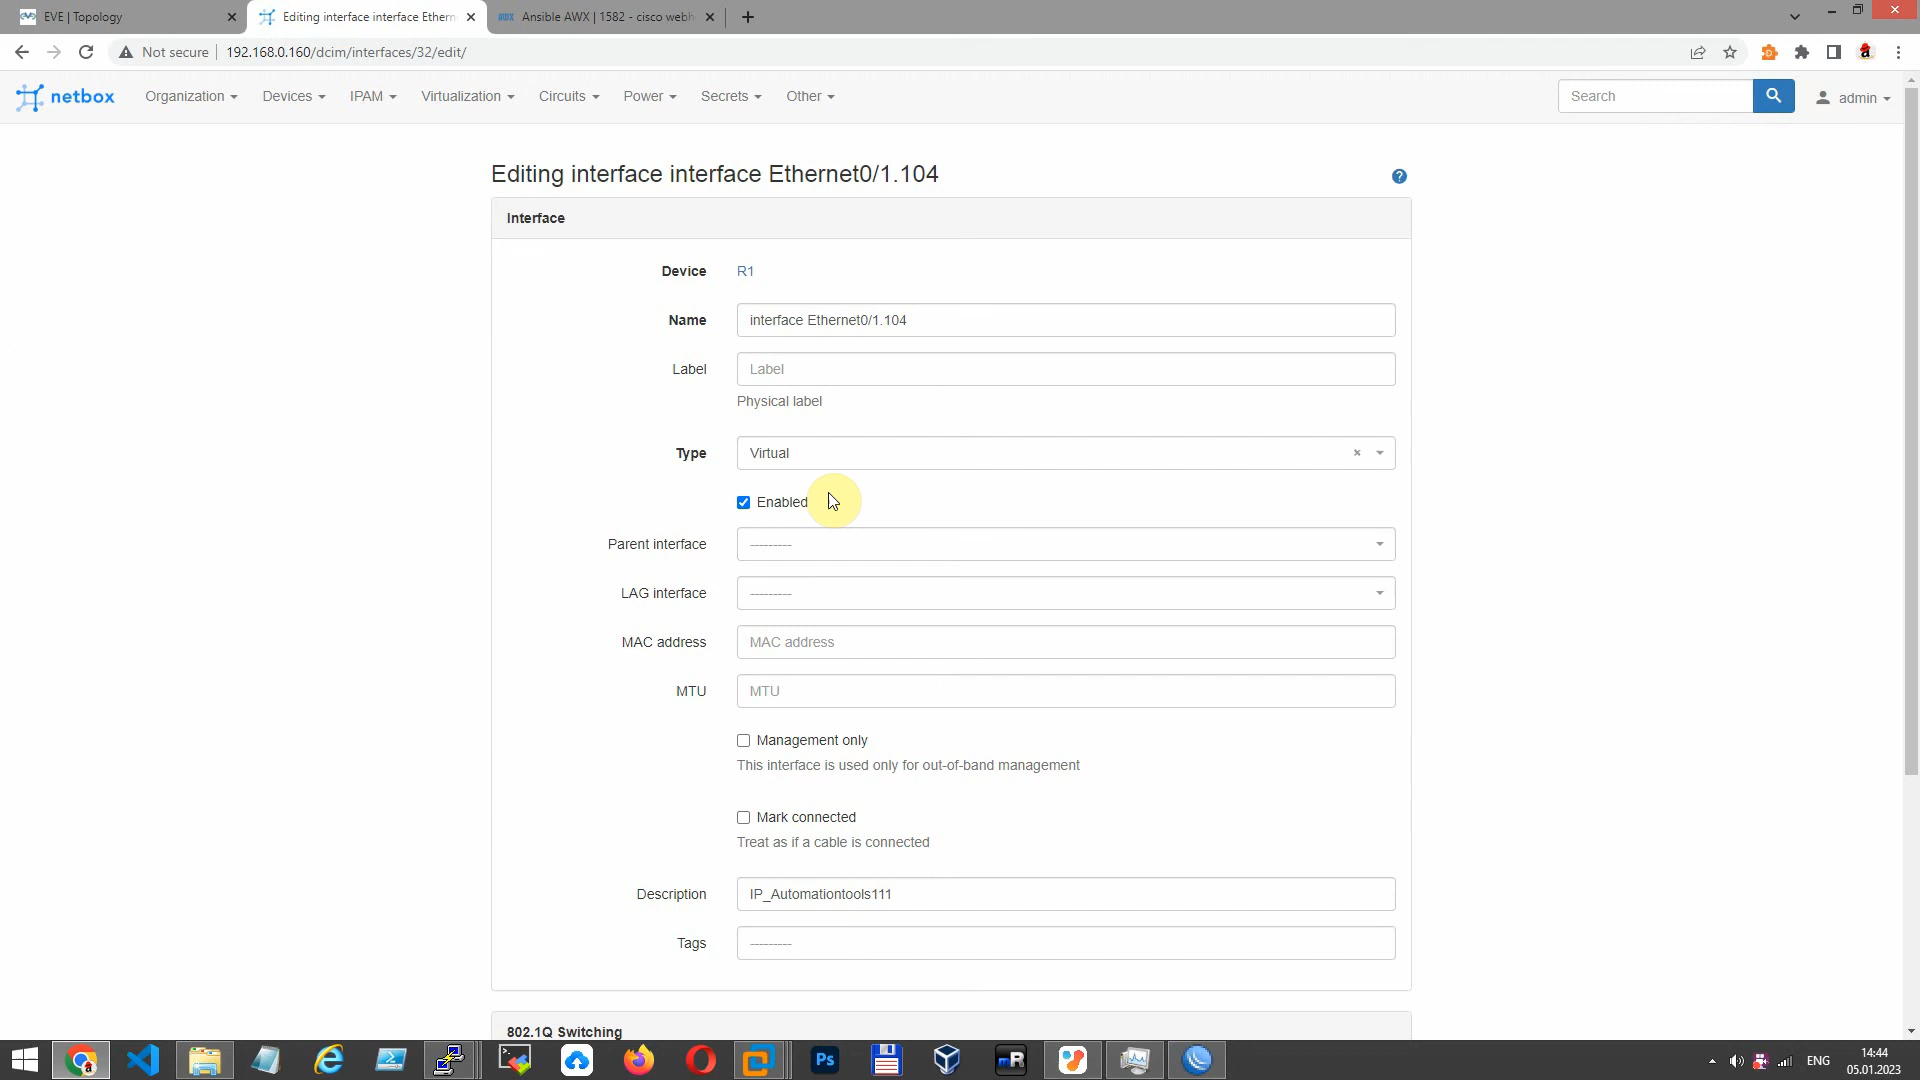 EVE | Topology
Editing interface interface Ethern
Ansible AWX | 1582 - cisco webh
Not secure
192.168.0.160/dcim/interfaces/32/edit/
netbox
Organization
Devices
IPAM
Virtualization
Circuits
Power
Secrets
Other
Search
admin
Editing interface interface Ethernet0/1.104
?
Interface
Device
R1
Name
interface Ethernet0/1.104
Label
Label
Physical label
Type
Virtual
Enabled
Parent interface
---------
LAG interface
---------
MAC address
MAC address
MTU
MTU
Management only
This interface is used only for out-of-band management
Mark connected
Treat as if a cable is connected
Description
IP_Automationtools111
Tags
---------
802.1Q Switching
Ps
mR
ENG
14:44
05.01.2023